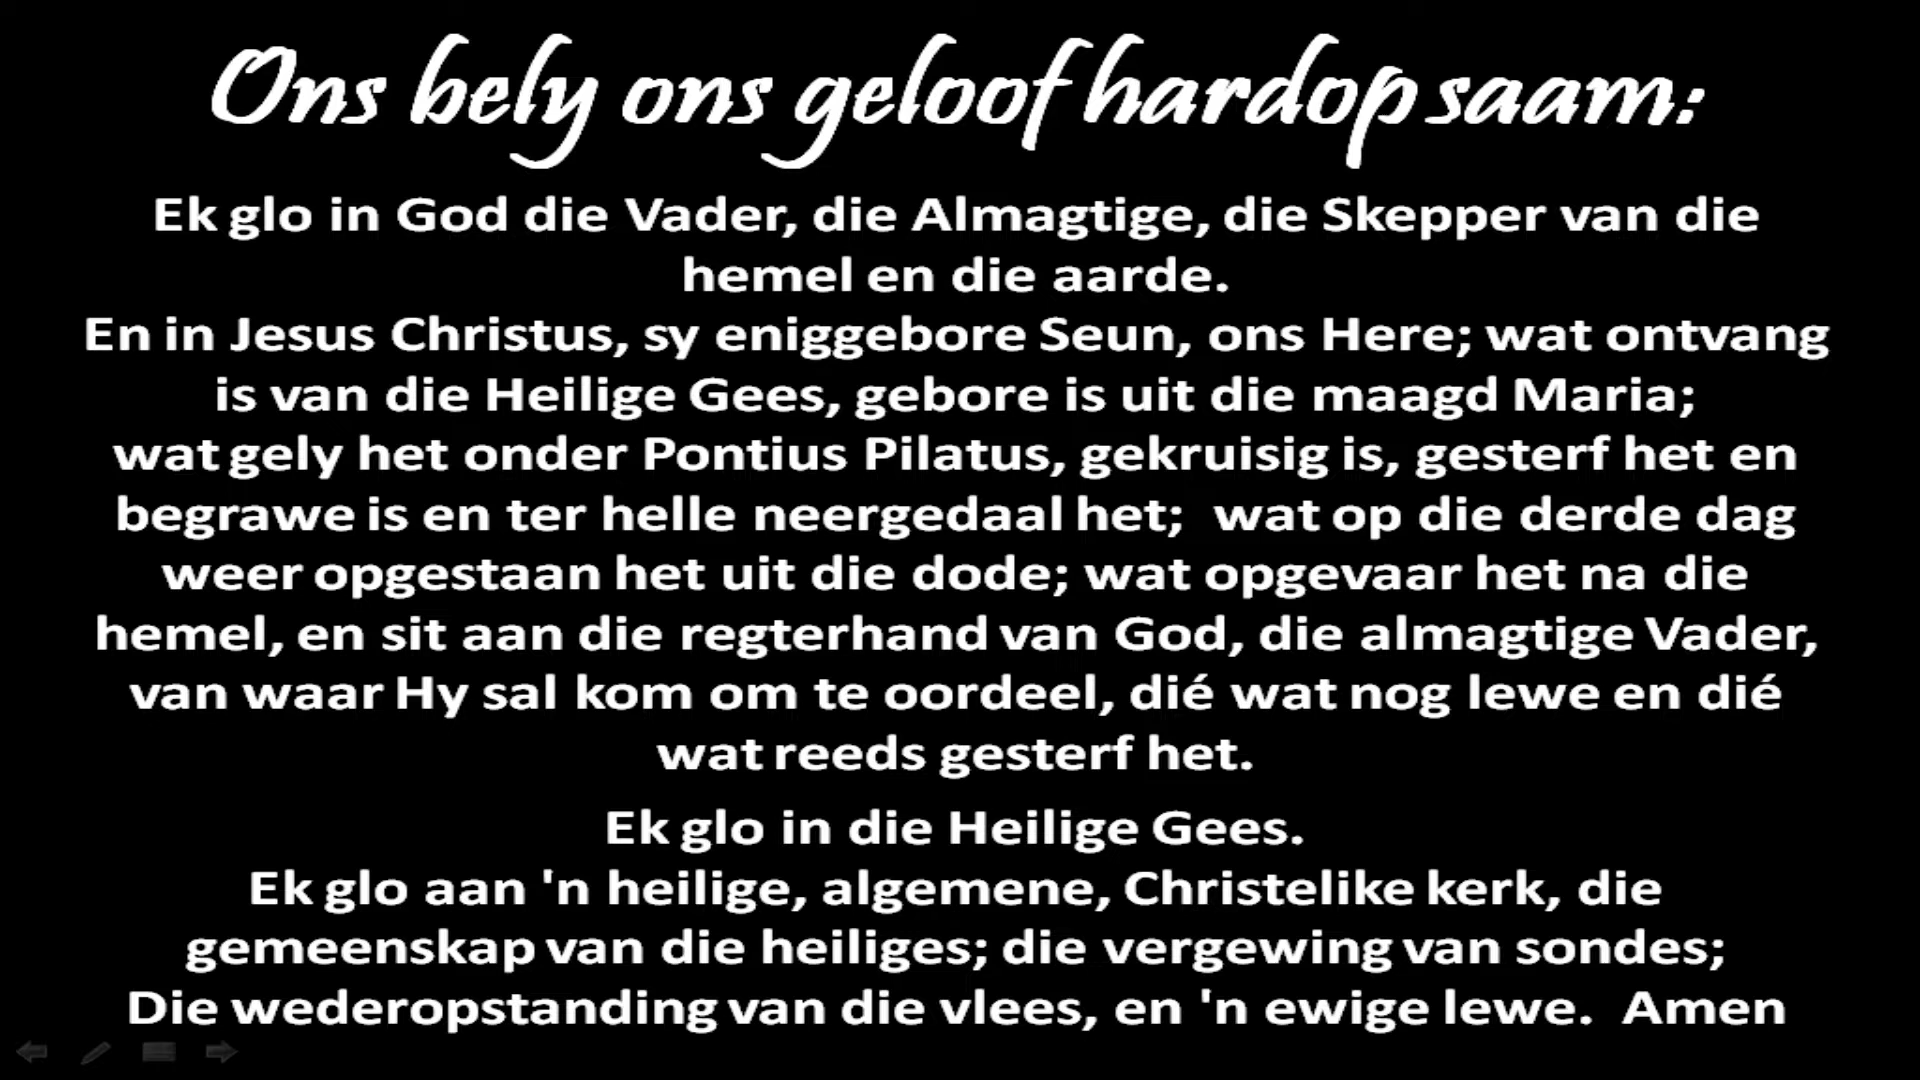 Ons bely ons geloof hardop saam:
Ek glo in God die Vader, die Almagtige, die Skepper van die
hemel en die aarde.
En in Jesus Christus, sy eniggebore Seun, ons Here; wat ontvang
is van die Heilige Gees, gebore is uit die maagd Maria;
wat gely het onder Pontius Pilatus, gekruisig is, gesterf het en
begrawe is en ter helle neergedaal het;  wat op die derde dag
weer opgestaan het uit die dode; wat opgevaar het na die
hemel, en sit aan die regterhand van God, die almagtige Vader,
van waar Hy sal kom om te oordeel, dié wat nog lewe en dié
wat reeds gesterf het.
Ek glo in die Heilige Gees.
Ek glo aan 'n heilige, algemene, Christelike kerk, die
gemeenskap van die heiliges; die vergewing van sondes;
Die wederopstanding van die vlees, en 'n ewige lewe.  Amen